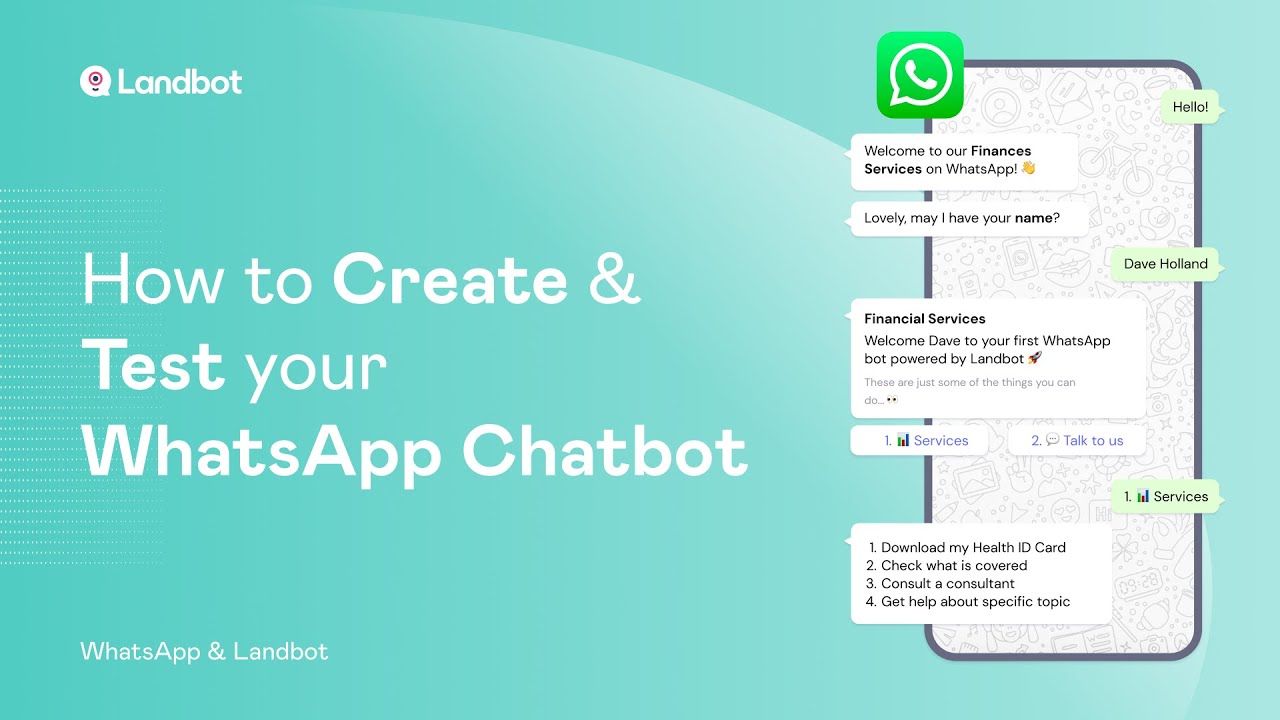 Landbot
How to Create &
Test your
WhatsApp Chatbot
WhatsApp & Landbot
Hello!
Welcome to our Finances
Services on WhatsApp! 👋
Lovely, may I have your name?
Dave Holland
Financial Services
Welcome Dave to your first WhatsApp
bot powered by Landbot 🚀
These are just some of the things you can
do... 👀
1. 📊 Services
2. 💬 Talk to us
1. 📊 Services
1. Download my Health ID Card
2. Check what is covered
3. Consult a consultant
4. Get help about specific topic
Hi